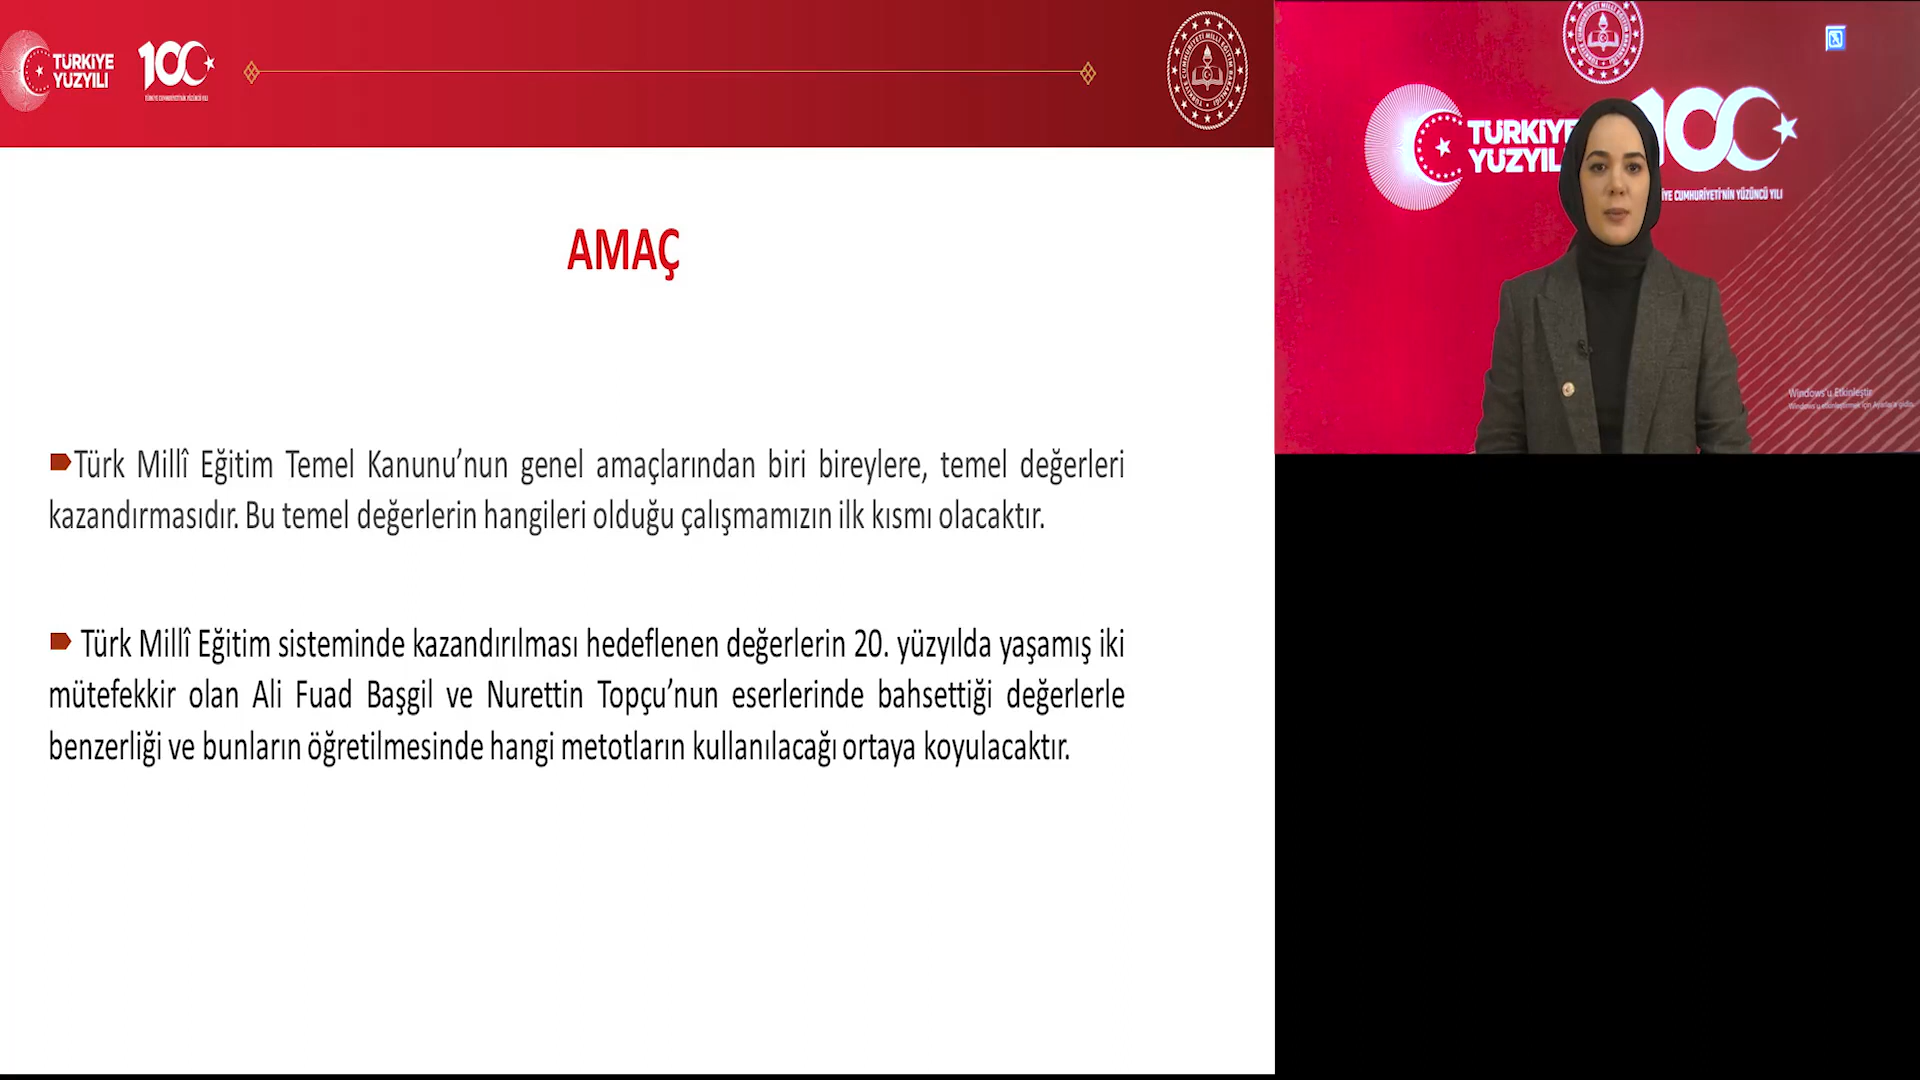 TÜRKİYE
YÜZYILI
100
TÜRKİYE CUMHURİYETİ'NİN YÜZÜNCÜ YILI
AMAÇ
Türk Millî Eğitim Temel Kanunu’nun genel amaçlarından biri bireylere, temel değerleri
kazandırmasıdır. Bu temel değerlerin hangileri olduğu çalışmamızın ilk kısmı olacaktır.
Türk Millî Eğitim sisteminde kazandırılması hedeflenen değerlerin 20. yüzyılda yaşamış iki
mütefekkir olan Ali Fuad Başgil ve Nurettin Topçu’nun eserlerinde bahsettiği değerlerle
benzerliği ve bunların öğretilmesinde hangi metotların kullanılacağı ortaya koyulacaktır.
TÜRKİYE
YÜZYIL
100
İYE CUMHURİYETİ'NİN YÜZÜNCÜ YILI
Windows'u Etkinleştir
Windows'u etkinleştirmek için Ayarlar'a gidin.